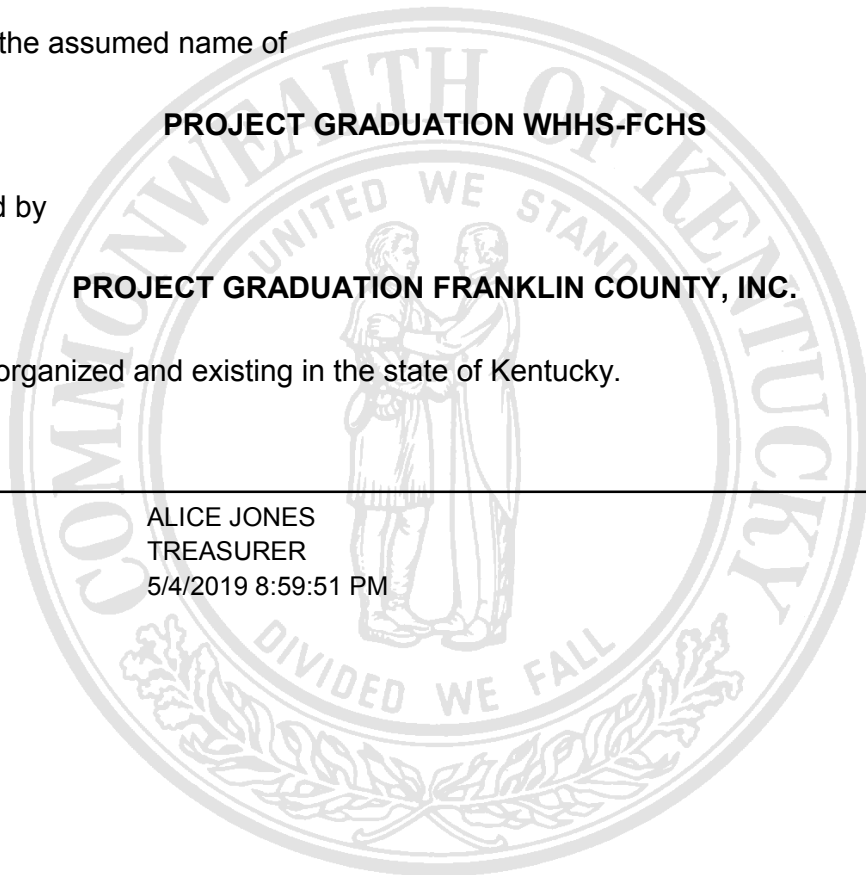 the assumed name of
PROJECT GRADUATION WHHS-FCHS
d by
PROJECT GRADUATION FRANKLIN COUNTY, INC.
organized and existing in the state of Kentucky.
ALICE JONES
TREASURER
5/4/2019 8:59:51 PM
COMMONWEALTH OF KENTUCKY
UNITED WE STAND
DIVIDED WE FALL